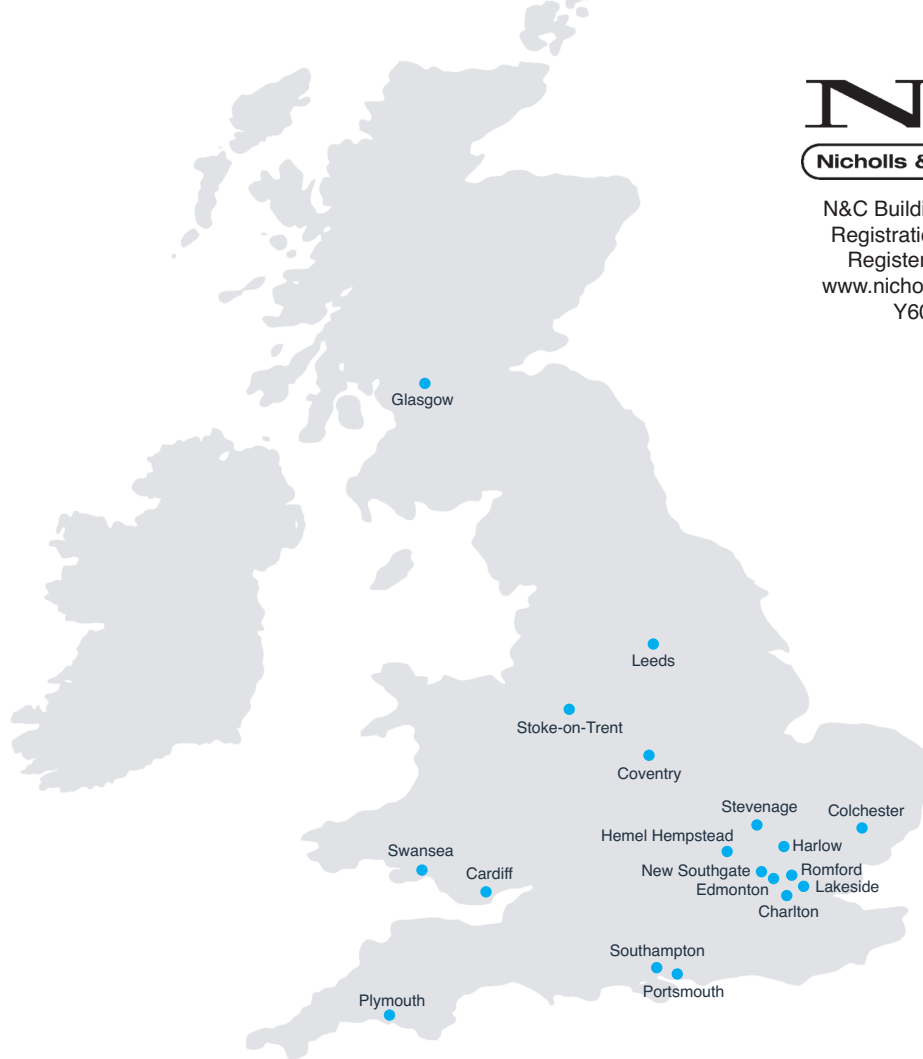 N
Nicholls &
N&C Buildi
Registratio
Register
www.nicho
Y60
Glasgow
Leeds
Stoke-on-Trent
Coventry
Stevenage
Colchester
Hemel Hempstead
Harlow
Swansea
Cardiff
New Southgate
Romford
Edmonton
Lakeside
Charlton
Southampton
Portsmouth
Plymouth